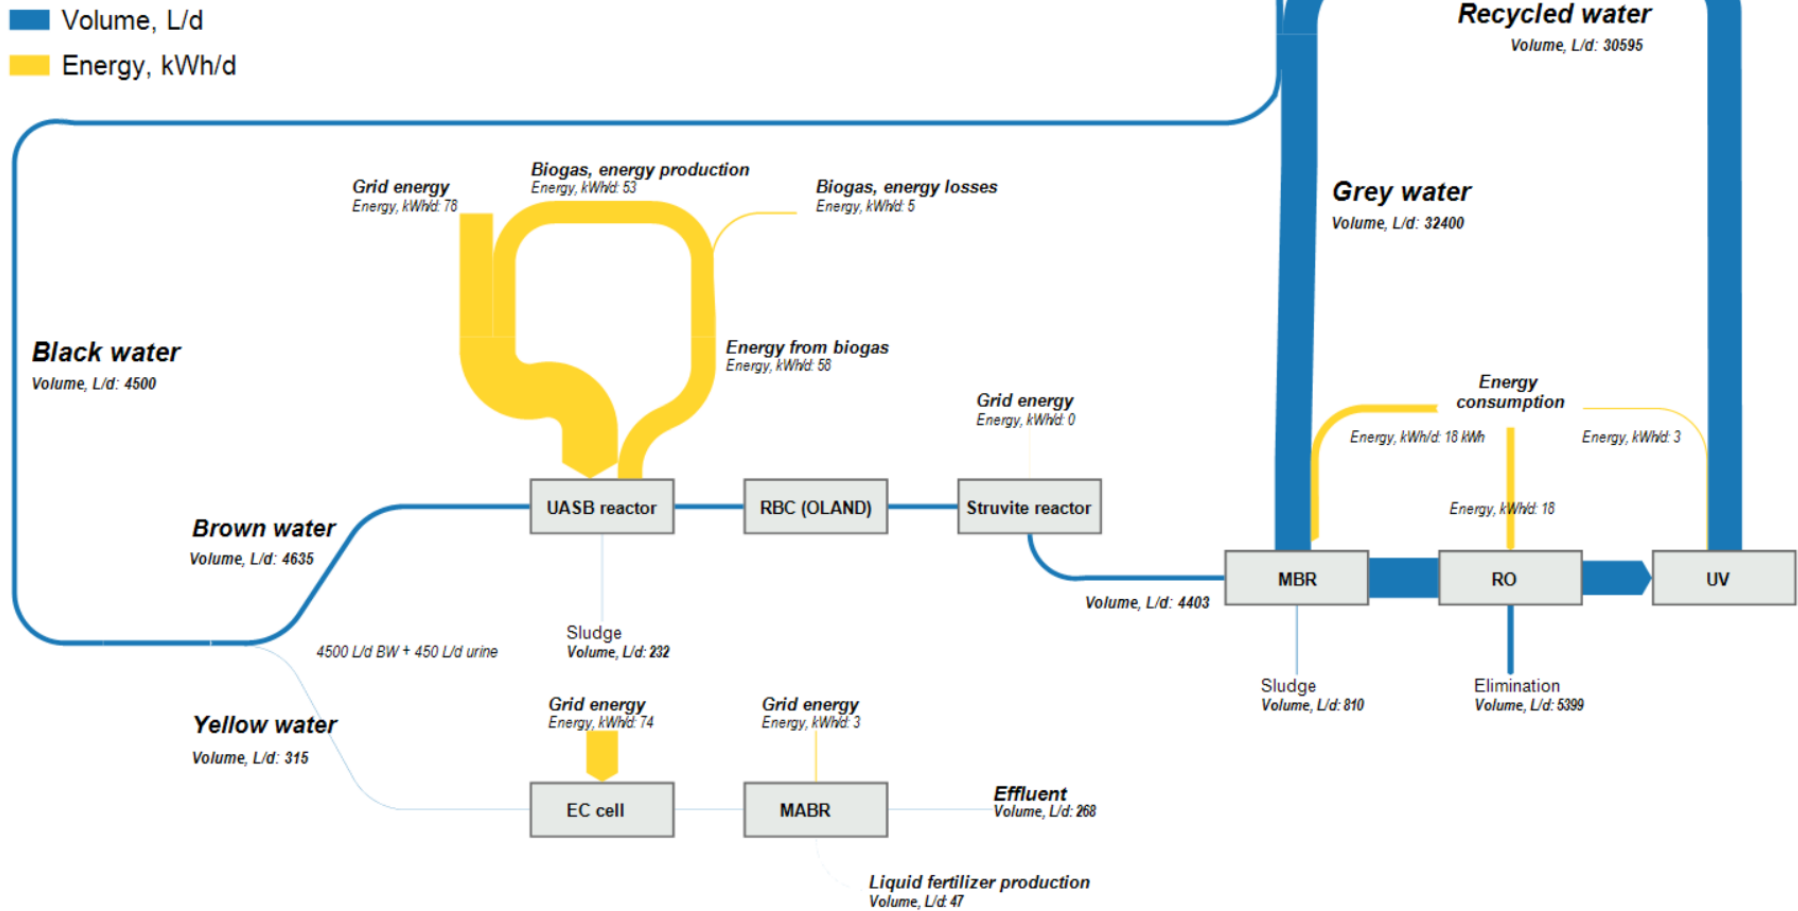 Volume, L/d
Energy, kWh/d
Recycled water
Volume, L/d: 30595
Biogas, energy production
Energy, kWh/d: 53
Grid energy
Energy, kWh/d: 78
Biogas, energy losses
Energy, kWh/d: 5
Grey water
Volume, L/d: 32400
Black water
Volume, L/d: 4500
Energy from biogas
Energy, kWh/d: 58
Grid energy
Energy, kWh/d: 0
Energy
consumption
Energy, kWh/d: 18 kWh
Energy, kWh/d: 3
Energy, kWh/d: 18
UASB reactor
RBC (OLAND)
Struvite reactor
Brown water
Volume, L/d: 4635
MBR
RO
UV
Volume, L/d: 4403
4500 L/d BW + 450 L/d urine
Sludge
Volume, L/d: 232
Sludge
Volume, L/d: 810
Elimination
Volume, L/d: 5399
Grid energy
Energy, kWh/d: 74
Grid energy
Energy, kWh/d: 3
Yellow water
Volume, L/d: 315
EC cell
MABR
Effluent
Volume, L/d: 268
Liquid fertilizer production
Volume, L/d: 47